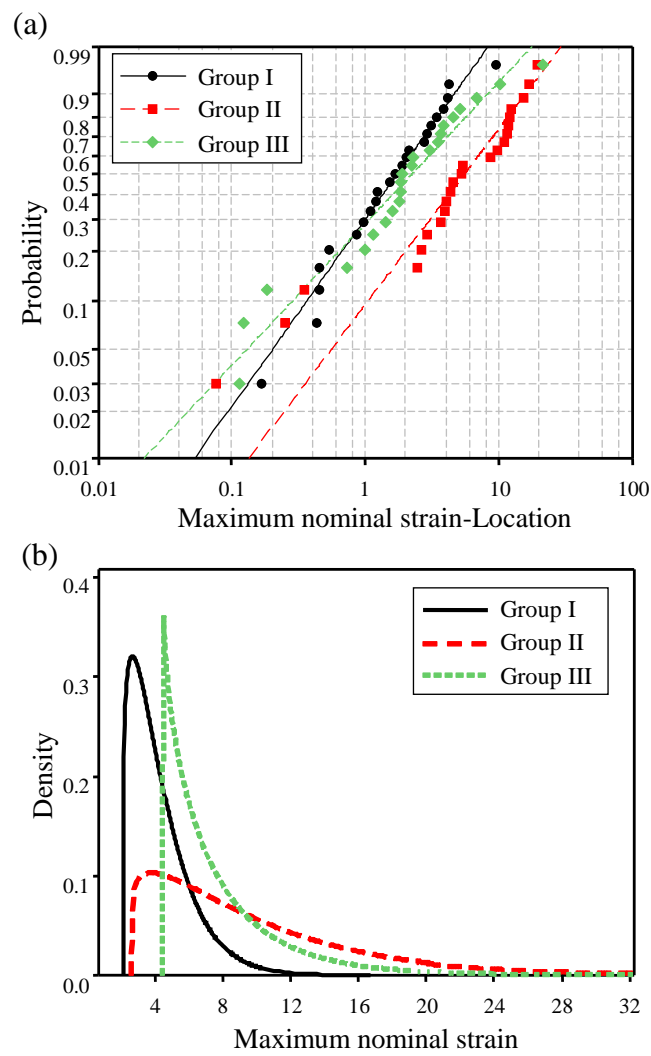 (a)
0.99
0.9
0.8
0.7
0.6
0.5
0.4
0.3
0.2
0.1
0.05
0.03
0.02
0.01
Probability
Group I
Group II
Group III
0.01 0.1 1 10 100
Maximum nominal strain-Location
(b)
0.4
0.3
0.2
0.1
0.0
Density
Group I
Group II
Group III
4 8 12 16 20 24 28 32
Maximum nominal strain